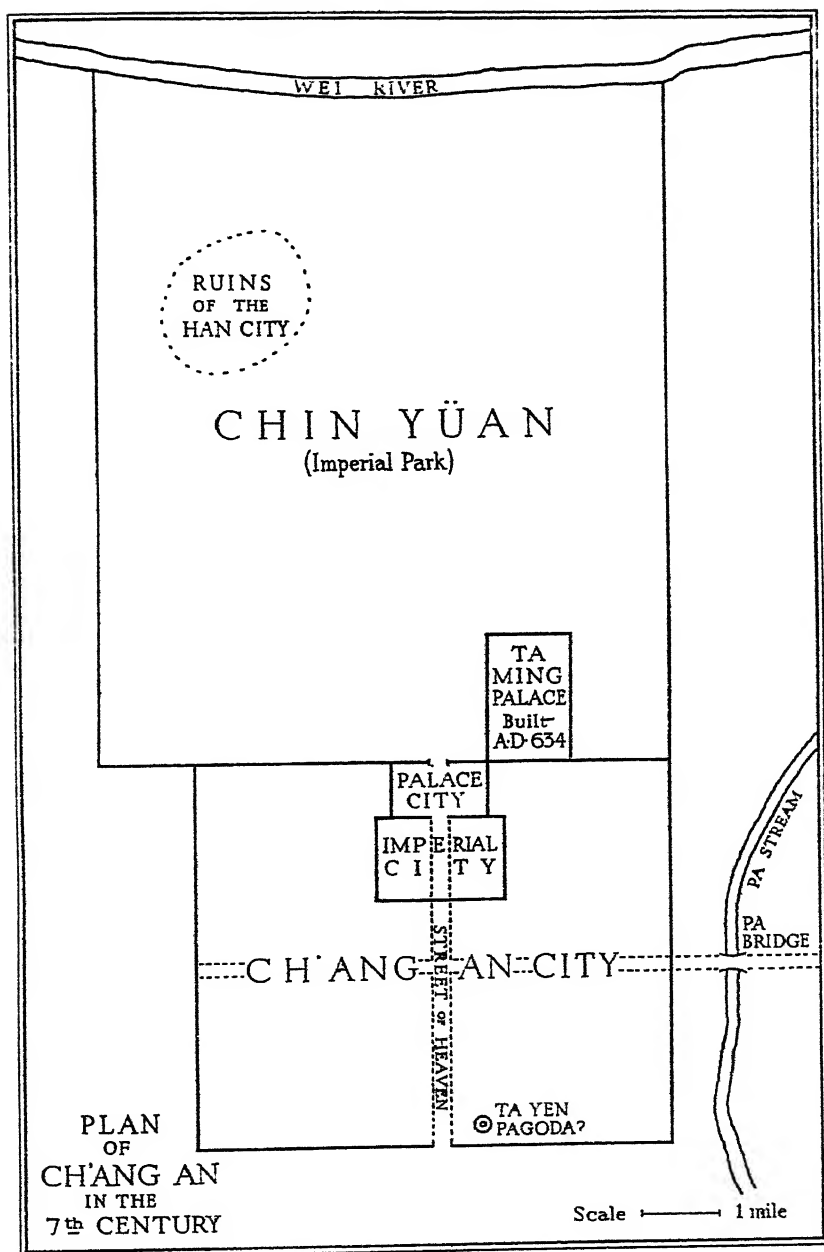 WEI RIVER
RUINS
OF THE
HAN CITY
CHIN YÜAN
(Imperial Park)
TA
MING
PALACE
Built
A·D·634
PALACE
CITY
IMPERIAL
CITY
PA STREAM
PA
BRIDGE
CH'ANG AN CITY
STREET OF HEAVEN
TA YEN
PAGODA?
PLAN
OF
CH'ANG AN
IN THE
7th CENTURY
Scale 1 mile